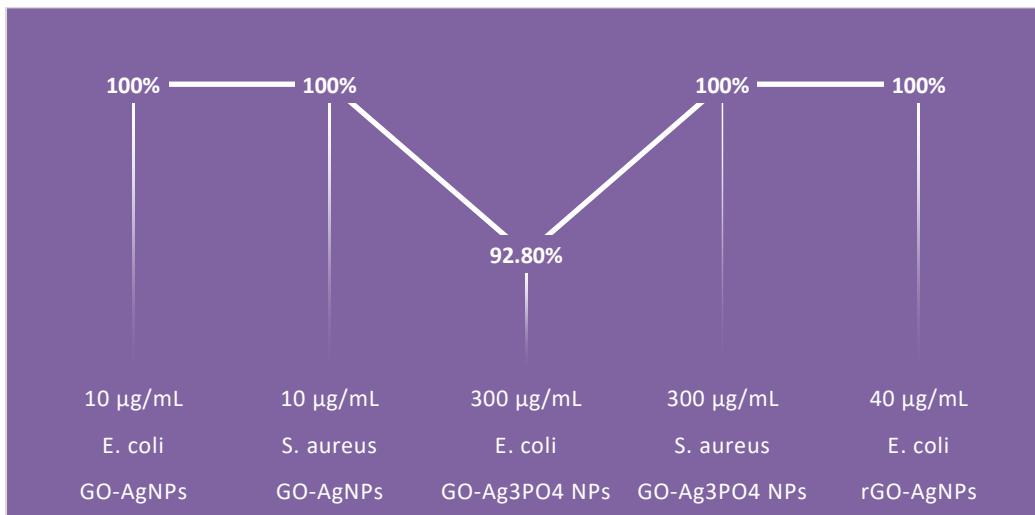 100% 100% 100% 100%
92.80%
10 µg/mL 10 µg/mL 300 µg/mL 300 µg/mL 40 µg/mL
E. coli S. aureus E. coli S. aureus E. coli
GO-AgNPs GO-AgNPs GO-Ag3PO4 NPs GO-Ag3PO4 NPs rGO-AgNPs